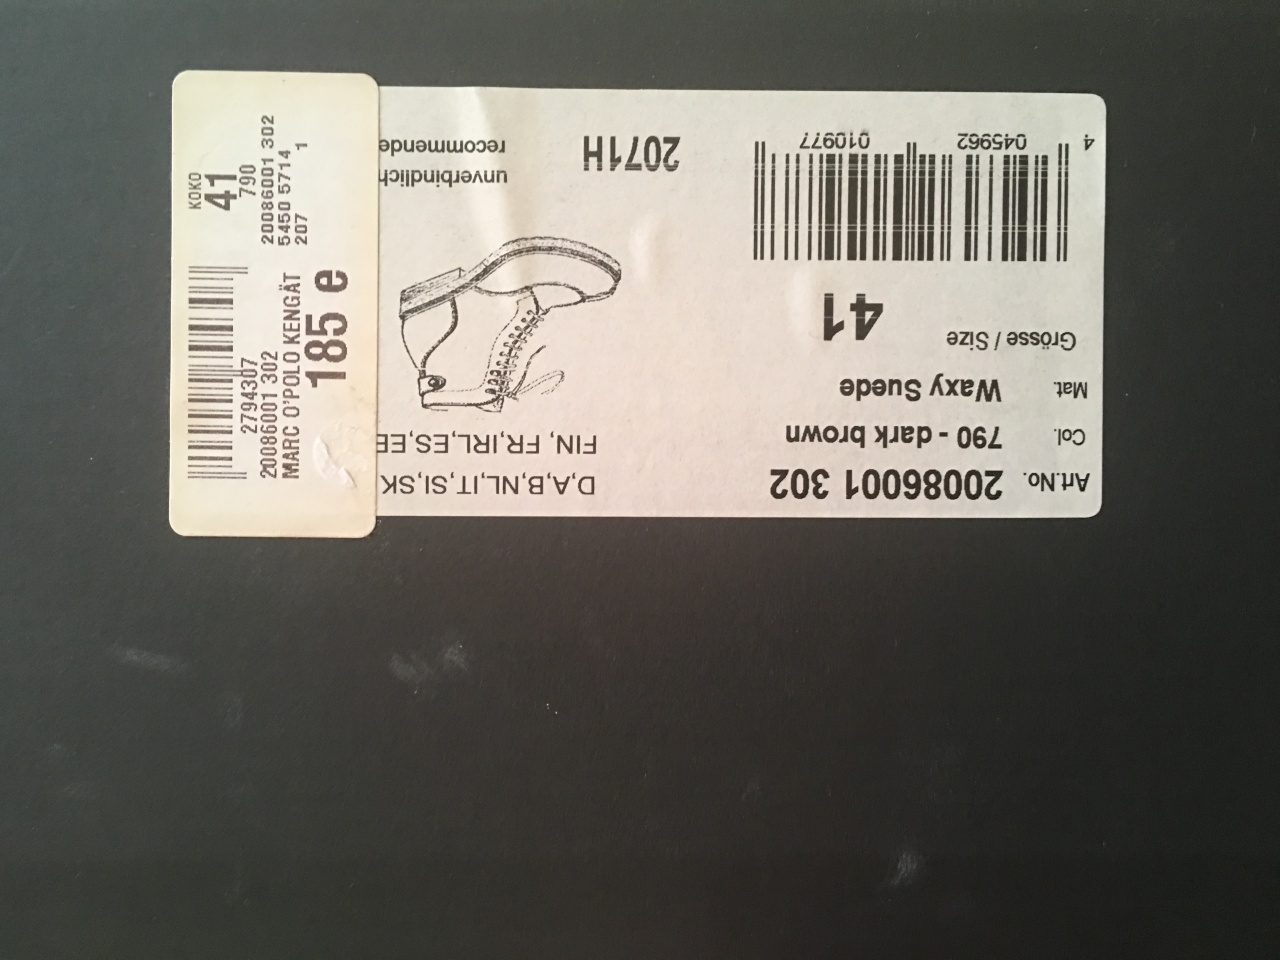 Art.No. 20086001 302
Col. 790 - dark brown
Mat. Waxy Suede
Grösse / Size 41
4 045962 010977
2071H
D,A,B,NL,IT,SI,SK
FIN, FR,IRL,ES,EE
unverbindlich
recommende
2794307
20086001 302
MARC O'POLO KENGÄT
185 e
KOKO
41
790
20086001 302
5450 5714
207 1